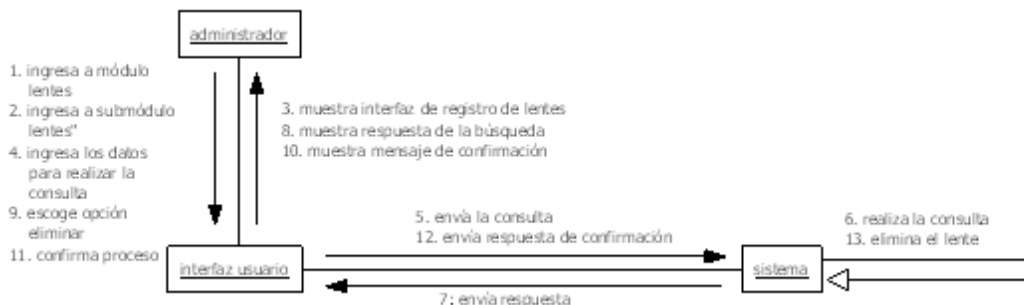 administrador
1. ingresa a módulo
lentes
2. ingresa a submódulo
lentes"
4. ingresa los datos
para realizar la
consulta
9. escoge opción
eliminar
11. confirma proceso
3. muestra interfaz de registro de lentes
8. muestra respuesta de la búsqueda
10. muestra mensaje de confirmación
5. envía la consulta
12. envía respuesta de confirmación
6. realiza la consulta
13. elimina el lente
interfaz usuario
sistema
7: envía respuesta